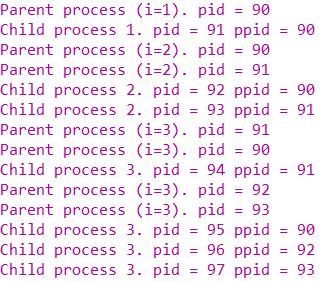 Parent process (i=1). pid = 90
Child process 1. pid = 91 ppid = 90
Parent process (i=2). pid = 90
Parent process (i=2). pid = 91
Child process 2. pid = 92 ppid = 90
Child process 2. pid = 93 ppid = 91
Parent process (i=3). pid = 91
Parent process (i=3). pid = 90
Child process 3. pid = 94 ppid = 91
Parent process (i=3). pid = 92
Parent process (i=3). pid = 93
Child process 3. pid = 95 ppid = 90
Child process 3. pid = 96 ppid = 92
Child process 3. pid = 97 ppid = 93